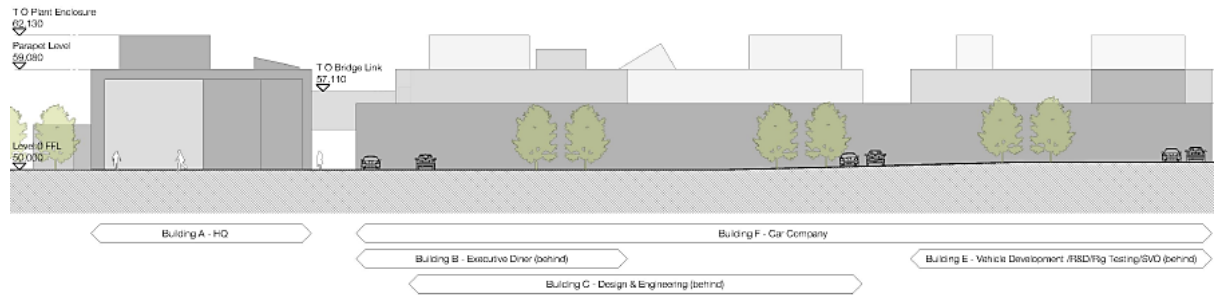 T O Plant Enclosure
62,130
Parapet Level
59,080
T O Bridge Link
57,110
Level 0 FFL
50,000
Building A - HQ
Building F - Car Company
Building B - Executive Diner (behind)
Building E - Vehicle Development /R&D/Rig Testing/SVO (behind)
Building C - Design & Engineering (behind)